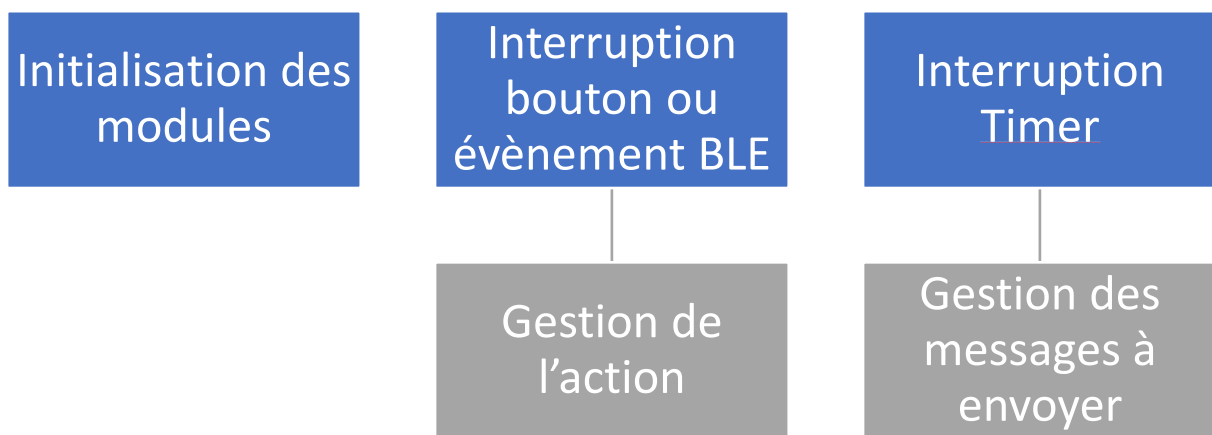 Initialisation des
modules
Interruption
bouton ou
évènement BLE
Interruption
Timer
Gestion de
l’action
Gestion des
messages à
envoyer